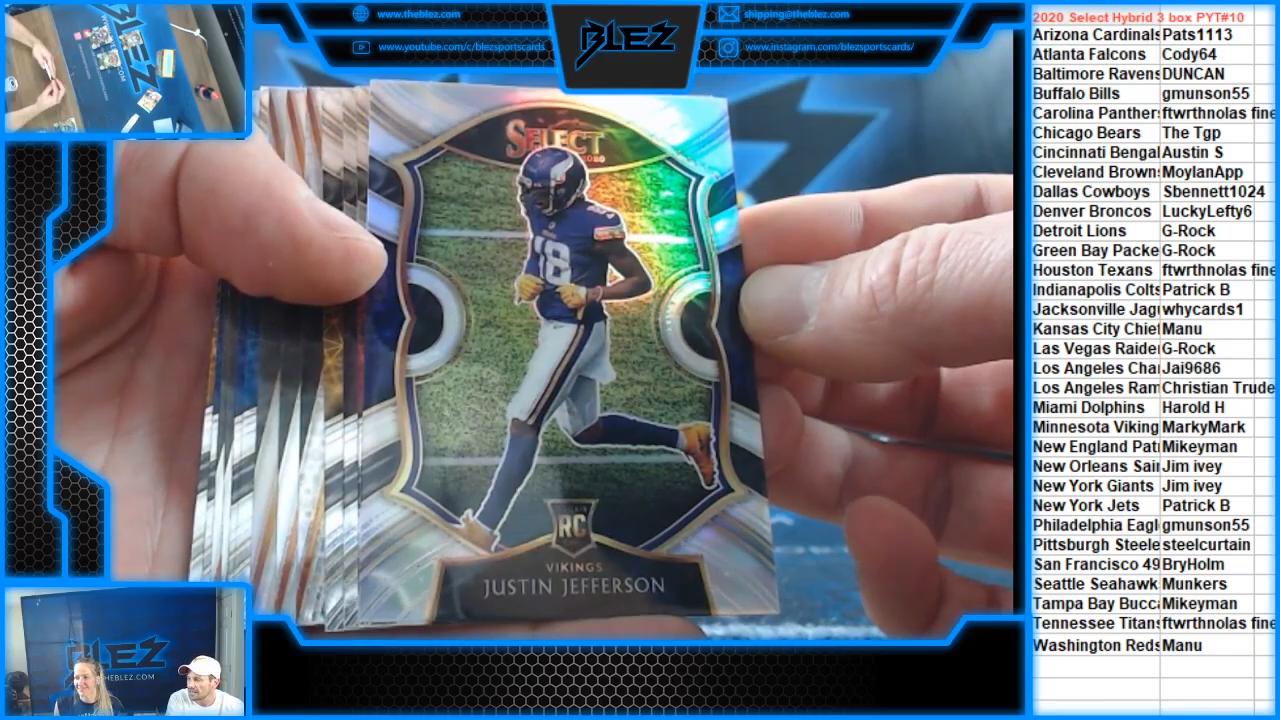 www.theblez.com
shipping@theblez.com
www.youtube.com/c/blezsportscards
www.instagram.com/blezsportscards/
BLEZ
SELECT
2020
18
RC
VIKINGS
JUSTIN JEFFERSON
BLEZ
.COM
BLEZ
THEBLEZ.COM
2020 Select Hybrid 3 box PYT#10
Arizona Cardinals Pats1113
Atlanta Falcons Cody64
Baltimore Ravens DUNCAN
Buffalo Bills gmunson55
Carolina Panther ftwrthnolas fine
Chicago Bears The Tgp
Cincinnati Bengal Austin S
Cleveland Brown MoylanApp
Dallas Cowboys Sbennett1024
Denver Broncos LuckyLefty6
Detroit Lions G-Rock
Green Bay Packe G-Rock
Houston Texans ftwrthnolas fine
Indianapolis Colts Patrick B
Jacksonville Jag whycards1
Kansas City Chief Manu
Las Vegas Raide G-Rock
Los Angeles Cha Jai9686
Los Angeles Ram Christian Trude
Miami Dolphins Harold H
Minnesota Viking MarkyMark
New England Pat Mikeyman
New Orleans Sai Jim ivey
New York Giants Jim ivey
New York Jets Patrick B
Philadelphia Eagl gmunson55
Pittsburgh Steele steelcurtain
San Francisco 49 BryHolm
Seattle Seahawk Munkers
Tampa Bay Bucc Mikeyman
Tennessee Titans ftwrthnolas fine
Washington Reds Manu